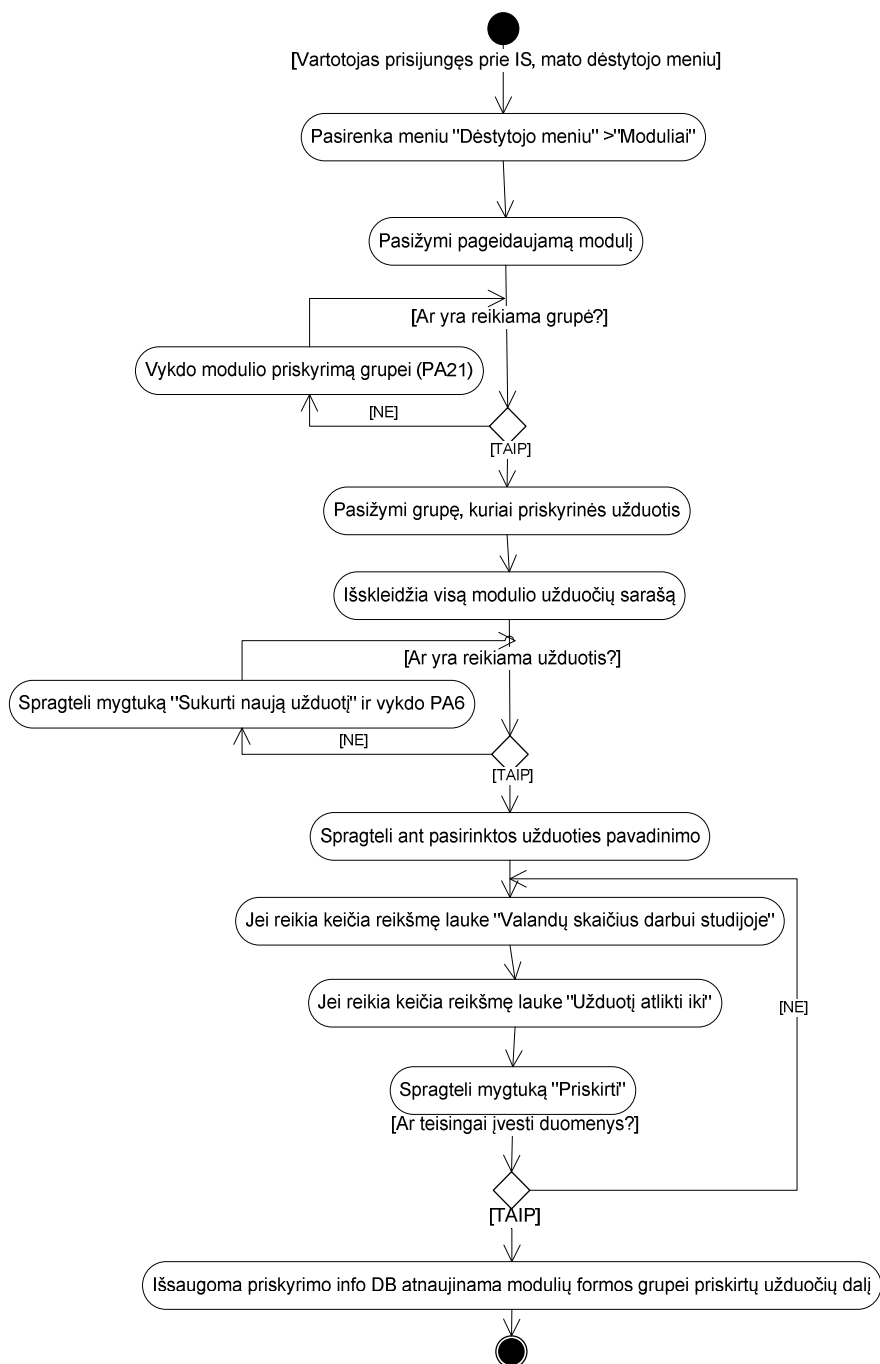 [Vartotojas prisijungęs prie IS, mato dėstytojo meniu]
Pasirenka meniu "Dėstytojo meniu" >"Moduliai"
Pasižymi pageidaujamą modulį
[Ar yra reikiama grupė?]
Vykdo modulio priskyrimą grupei (PA21)
[NE]
[TAIP]
Pasižymi grupę, kuriai priskyrinės užduotis
Išskleidžia visą modulio užduočių sarašą
[Ar yra reikiama užduotis?]
Spragteli mygtuką "Sukurti naują užduotį" ir vykdo PA6
[NE]
[TAIP]
Spragteli ant pasirinktos užduoties pavadinimo
Jei reikia keičia reikšmę lauke "Valandų skaičius darbui studijoje"
Jei reikia keičia reikšmę lauke "Užduotį atlikti iki"
[NE]
Spragteli mygtuką "Priskirti"
[Ar teisingai įvesti duomenys?]
[TAIP]
Išsaugoma priskyrimo info DB atnaujinama modulių formos grupei priskirtų užduočių dalį